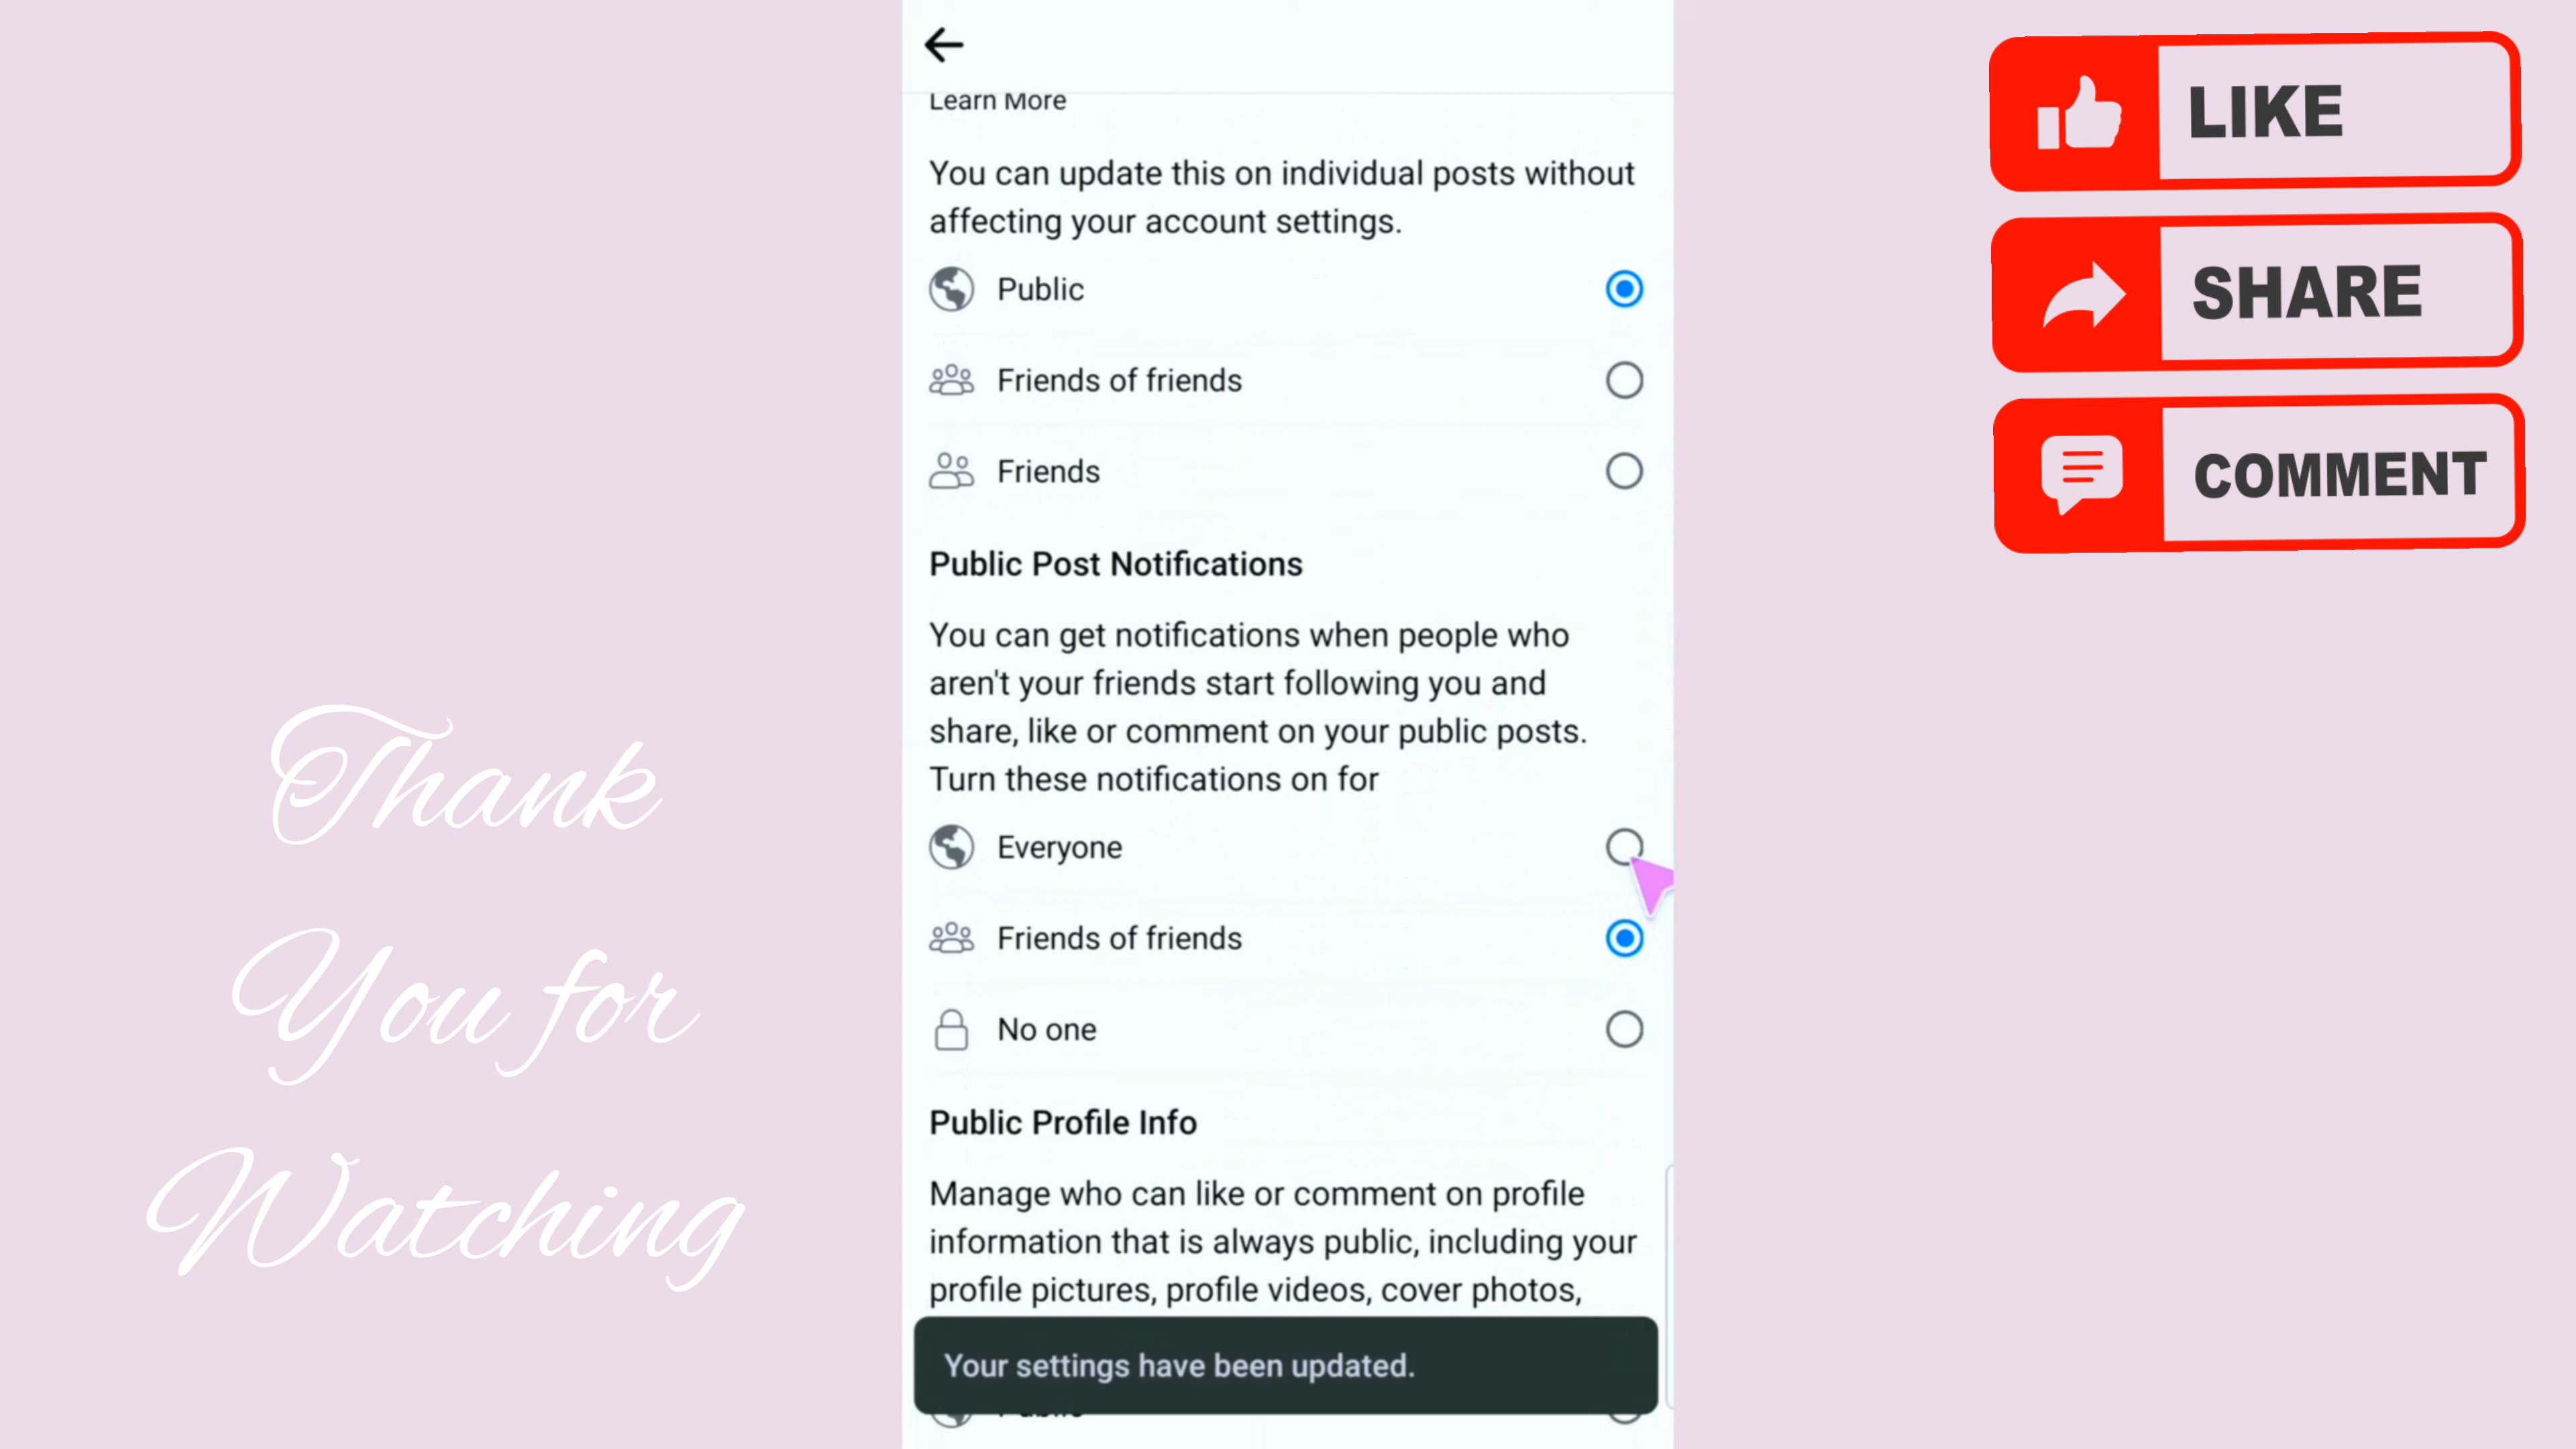 Learn More
You can update this on individual posts without
affecting your account settings.
Public
Friends of friends
Friends
Public Post Notifications
You can get notifications when people who
aren't your friends start following you and
share, like or comment on your public posts.
Turn these notifications on for
Everyone
Friends of friends
No one
Public Profile Info
Manage who can like or comment on profile
information that is always public, including your
profile pictures, profile videos, cover photos,
Your settings have been updated.
Thank
You for
Watching
LIKE
SHARE
COMMENT